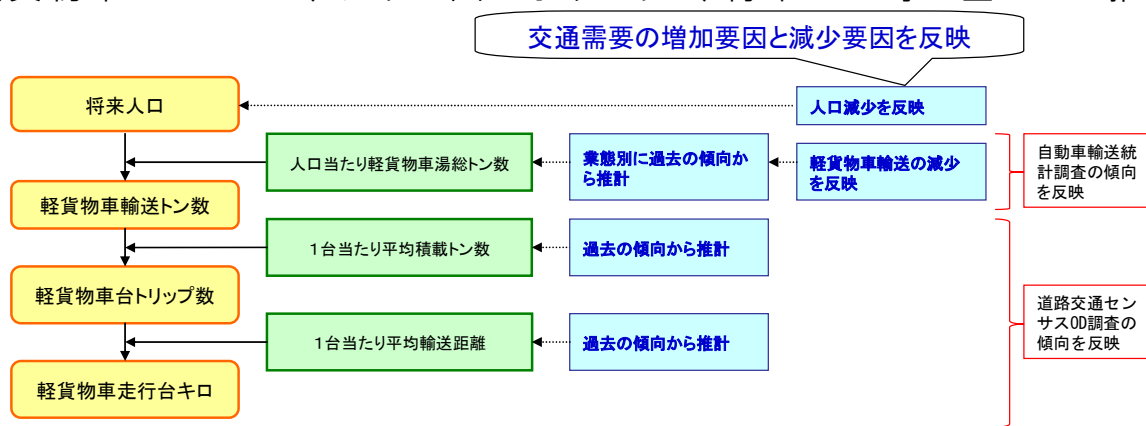 交通需要の増加要因と減少要因を反映
将来人口
人口減少を反映
人口当たり軽貨物車湯総トン数
業態別に過去の傾向か
ら推計
軽貨物車輸送の減少
を反映
自動車輸送統
計調査の傾向
を反映
軽貨物車輸送トン数
1台当たり平均積載トン数
過去の傾向から推計
軽貨物車台トリップ数
道路交通セン
サスOD調査の
傾向を反映
1台当たり平均輸送距離
過去の傾向から推計
軽貨物車走行台キロ